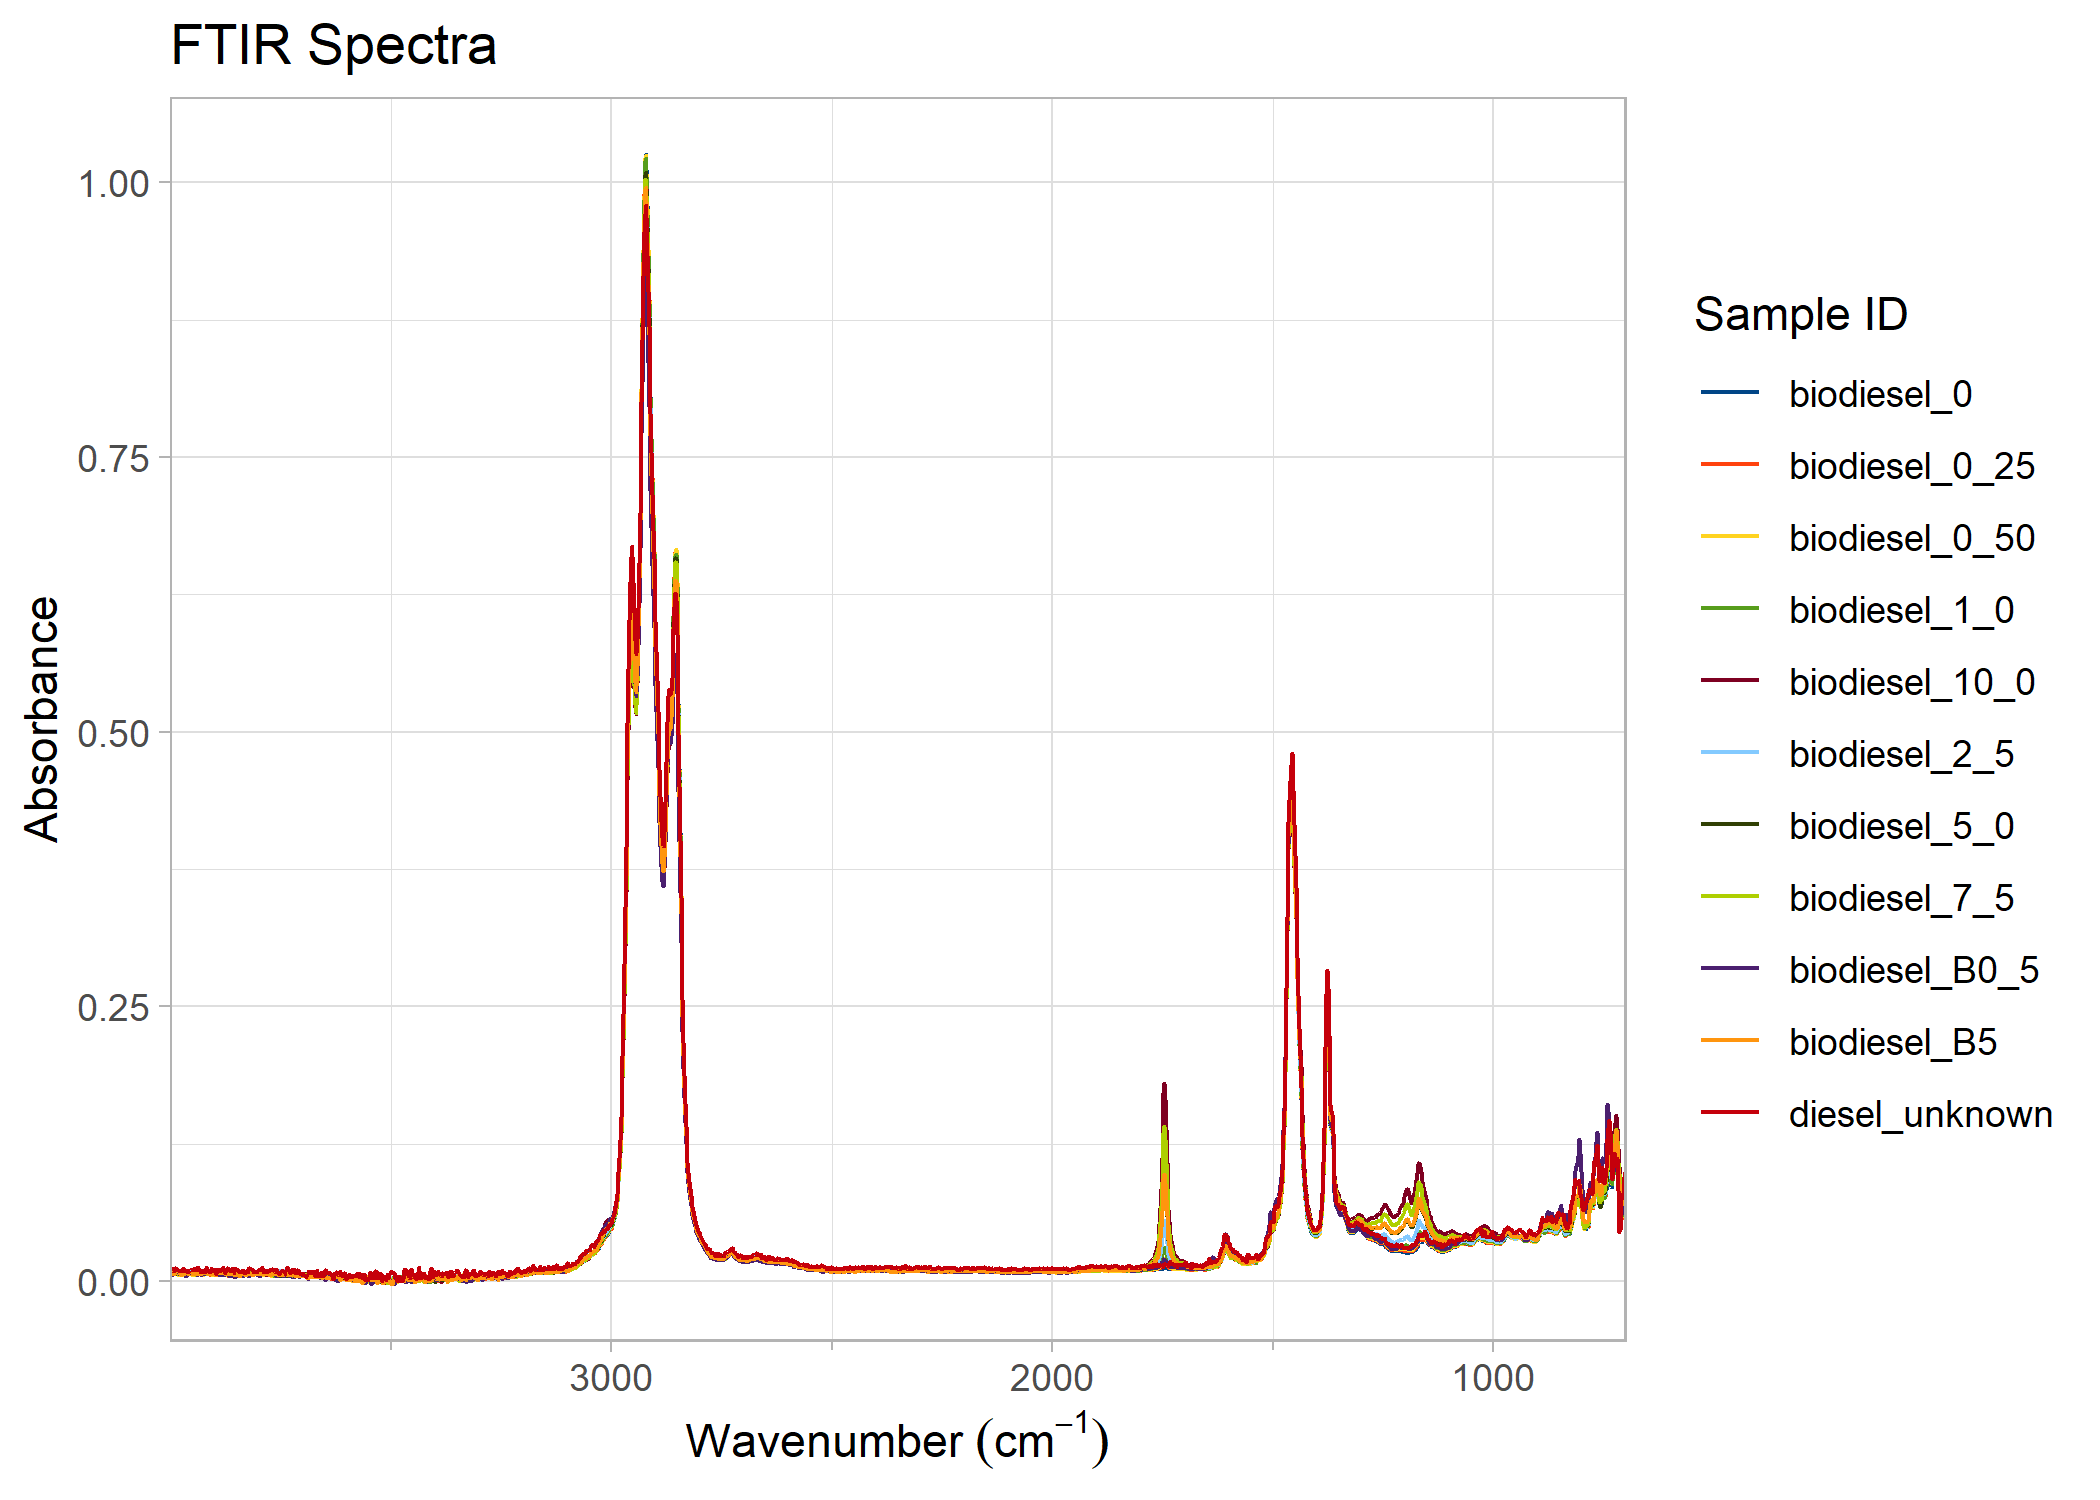 FTIR Spectra
1.00
0.75
0.50
0.25
0.00
Absorbance
3000 2000 1000
Wavenumber (cm⁻¹)
Sample ID
biodiesel_0
biodiesel_0_25
biodiesel_0_50
biodiesel_1_0
biodiesel_10_0
biodiesel_2_5
biodiesel_5_0
biodiesel_7_5
biodiesel_B0_5
biodiesel_B5
diesel_unknown